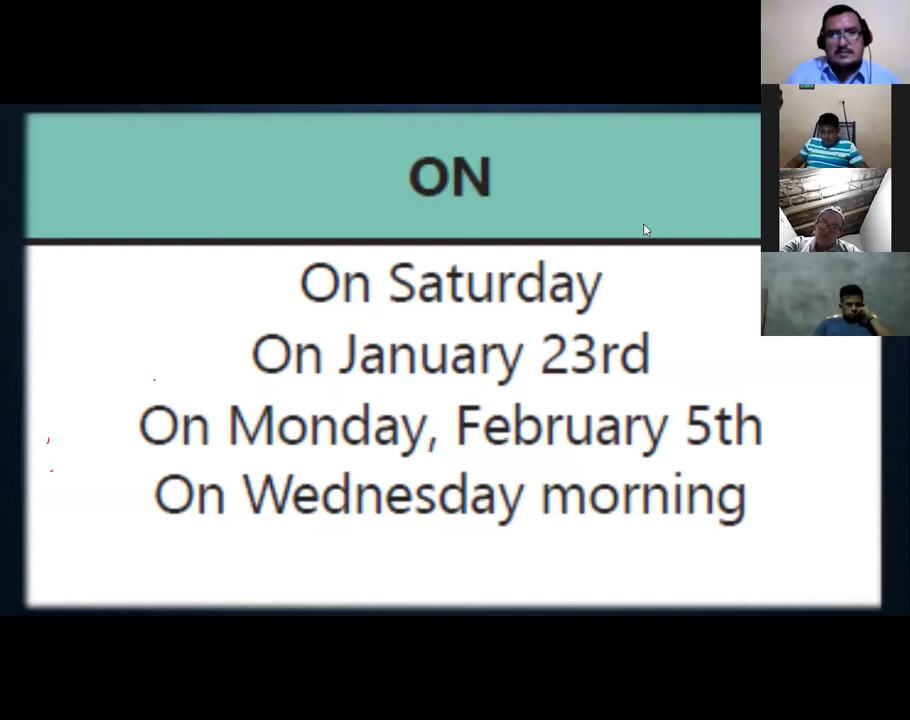 ON
On Saturday
On January 23rd
On Monday, February 5th
On Wednesday morning